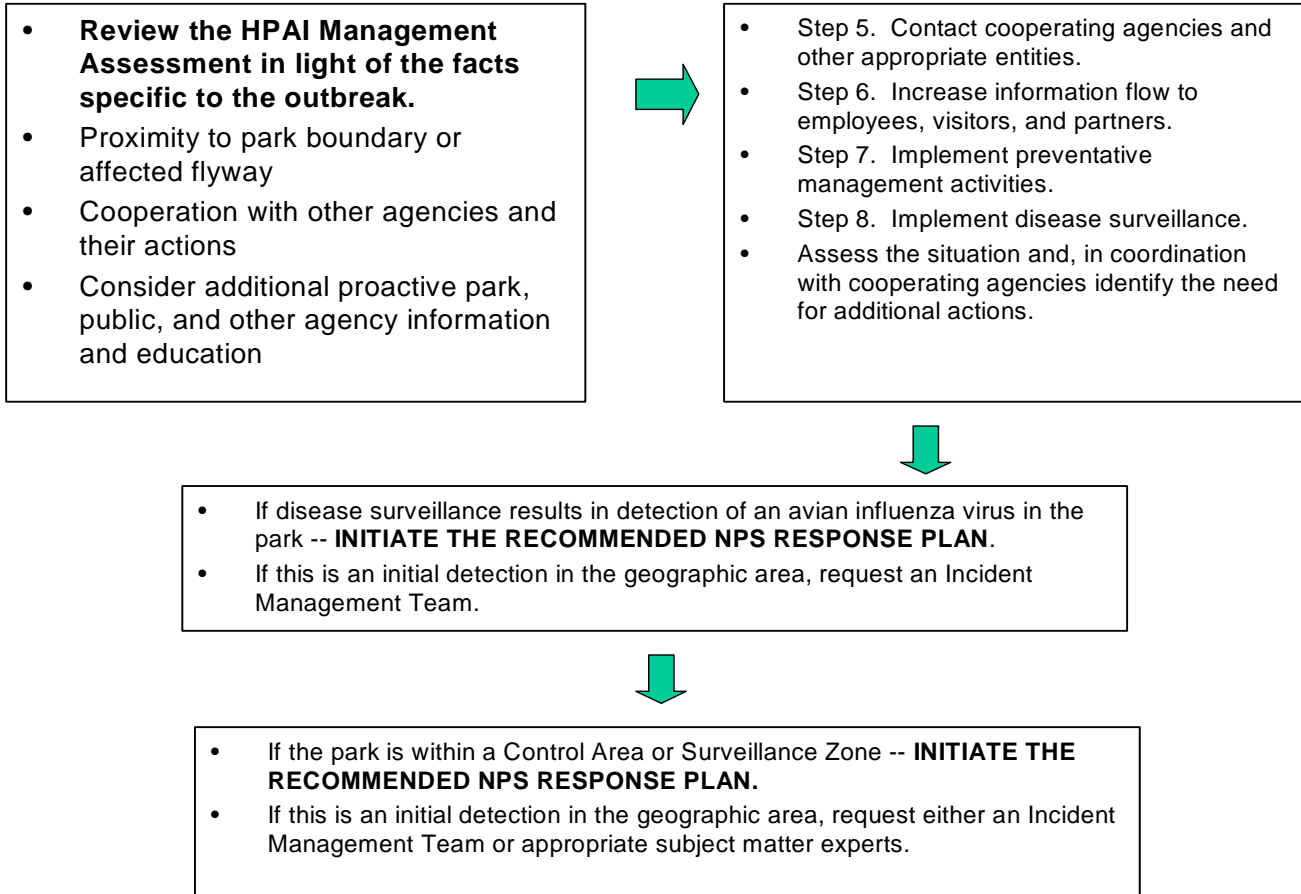 • Review the HPAI Management
Assessment in light of the facts
specific to the outbreak.
• Proximity to park boundary or
affected flyway
• Cooperation with other agencies and
their actions
• Consider additional proactive park,
public, and other agency information
and education
• Step 5. Contact cooperating agencies and
other appropriate entities.
• Step 6. Increase information flow to
employees, visitors, and partners.
• Step 7. Implement preventative
management activities.
• Step 8. Implement disease surveillance.
• Assess the situation and, in coordination
with cooperating agencies identify the need
for additional actions.
• If disease surveillance results in detection of an avian influenza virus in the
park -- INITIATE THE RECOMMENDED NPS RESPONSE PLAN.
• If this is an initial detection in the geographic area, request an Incident
Management Team.
• If the park is within a Control Area or Surveillance Zone -- INITIATE THE
RECOMMENDED NPS RESPONSE PLAN.
• If this is an initial detection in the geographic area, request either an Incident
Management Team or appropriate subject matter experts.